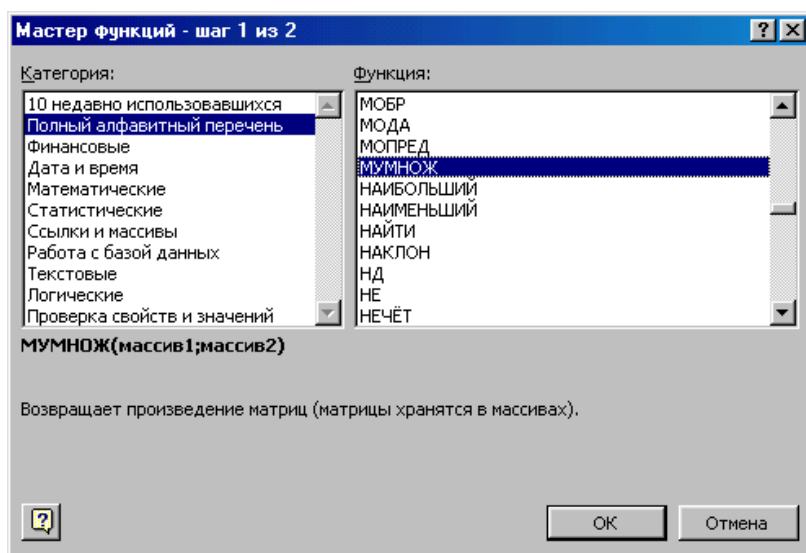 Мастер функций - шаг 1 из 2
Категория:
Функция:
10 недавно использовавшихся
Полный алфавитный перечень
Финансовые
Дата и время
Математические
Статистические
Ссылки и массивы
Работа с базой данных
Текстовые
Логические
Проверка свойств и значений
МОБР
МОДА
МОПРЕД
МУМНОЖ
НАИБОЛЬШИЙ
НАИМЕНЬШИЙ
НАЙТИ
НАКЛОН
НД
НЕ
НЕЧЁТ
МУМНОЖ(массив1;массив2)
Возвращает произведение матриц (матрицы хранятся в массивах).
ОК
Отмена